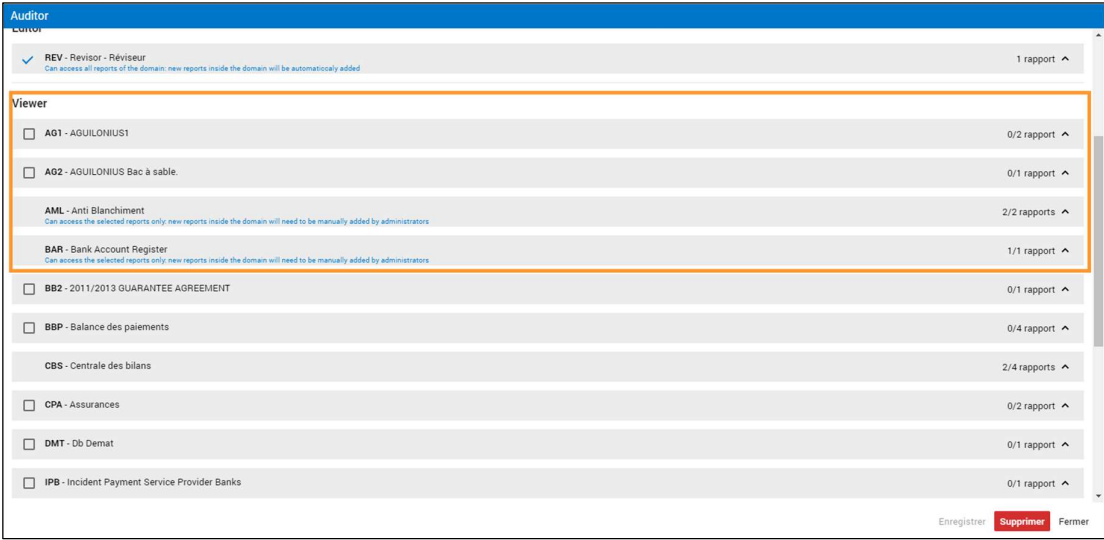 Auditor
Editor
REV - Revisor - Réviseur
1 rapport
Can access all reports of the domain: new reports inside the domain will be automaticcaly added
Viewer
AG1 - AGUILONIUS1
0/2 rapport
AG2 - AGUILONIUS Bac à sable.
0/1 rapport
AML - Anti Blanchiment
2/2 rapports
Can access the selected reports only: new reports inside the domain will need to be manually added by administrators
BAR - Bank Account Register
1/1 rapport
Can access the selected reports only: new reports inside the domain will need to be manually added by administrators
BB2 - 2011/2013 GUARANTEE AGREEMENT
0/1 rapport
BBP - Balance des paiements
0/4 rapport
CBS - Centrale des bilans
2/4 rapports
CPA - Assurances
0/2 rapport
DMT - Db Demat
0/1 rapport
IPB - Incident Payment Service Provider Banks
0/1 rapport
Enregistrer Supprimer Fermer